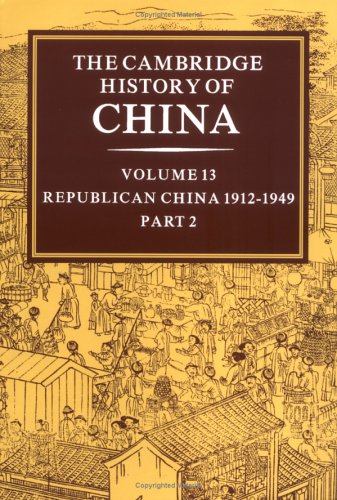 THE CAMBRIDGE
HISTORY OF
CHINA
VOLUME 13
REPUBLICAN CHINA 1912-1949
PART 2
Copyrighted Material
Copyrighted Material